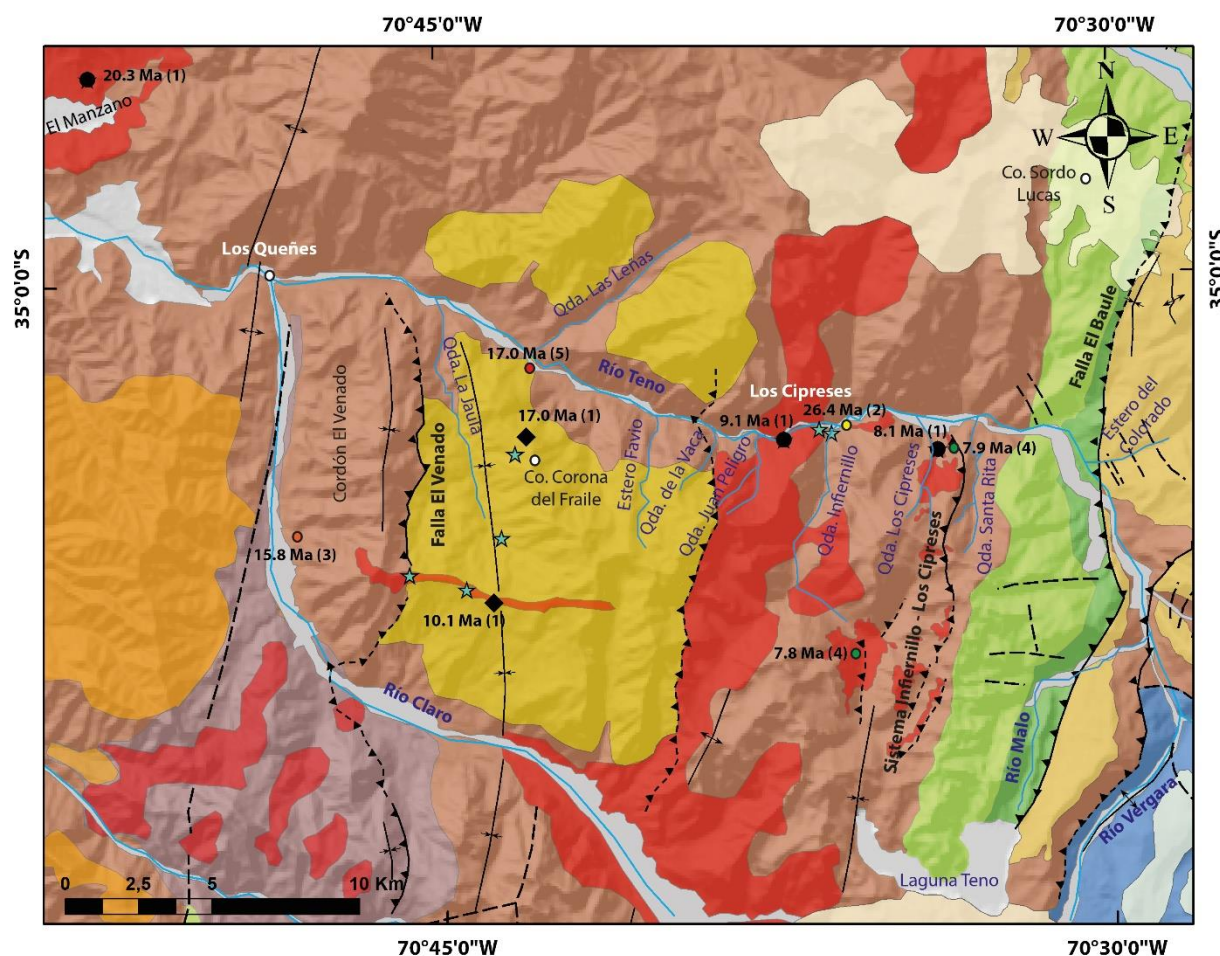 70°45'0"W
70°30'0"W
20.3 Ma (1)
El Manzano
N
W
E
S
Co. Sordo
Lucas
Los Queñes
35°0'0"S
35°0'0"S
Qda. Las Leñas
Falla El Baule
17.0 Ma (5)
Río Teno
Qda. La Jaula
Los Cipreses
Estero del
Colorado
9.1 Ma (1)
26.4 Ma (2)
8.1 Ma (1)
7.9 Ma (4)
17.0 Ma (1)
Cordón El Venado
Falla El Venado
Co. Corona
del Fraile
Estero Favio
Qda. de la Vaca
Qda. Juan Peligro
Qda. Infiernillo
Qda. Los Cipreses
Qda. Santa Rita
15.8 Ma (3)
10.1 Ma (1)
7.8 Ma (4)
Sistema Infiernillo - Los Cipreses
Río Claro
Río Malo
Río Vergara
Laguna Teno
0
2,5
5
10 Km
70°45'0"W
70°30'0"W